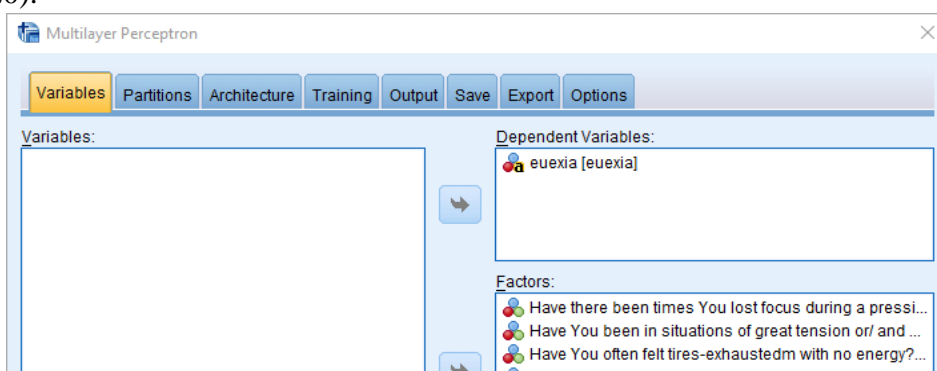 Multilayer Perceptron
Variables Partitions Architecture Training Output Save Export Options
Variables:
Dependent Variables:
euexia [euexia]
Factors:
Have there been times You lost focus during a pressi...
Have You been in situations of great tension or/ and ...
Have You often felt tires-exhaustedm with no energy?...